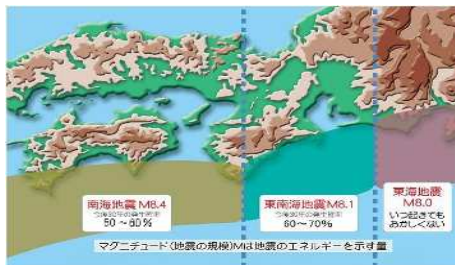 南海地震 M8.4
今後30年の発生確率
50～60%
東南海地震 M8.1
今後30年の発生確率
60～70%
東海地震
M8.0
いつ起きても
おかしくない
マグニチュード(地震の規模)Mは地震のエネルギーを示す量